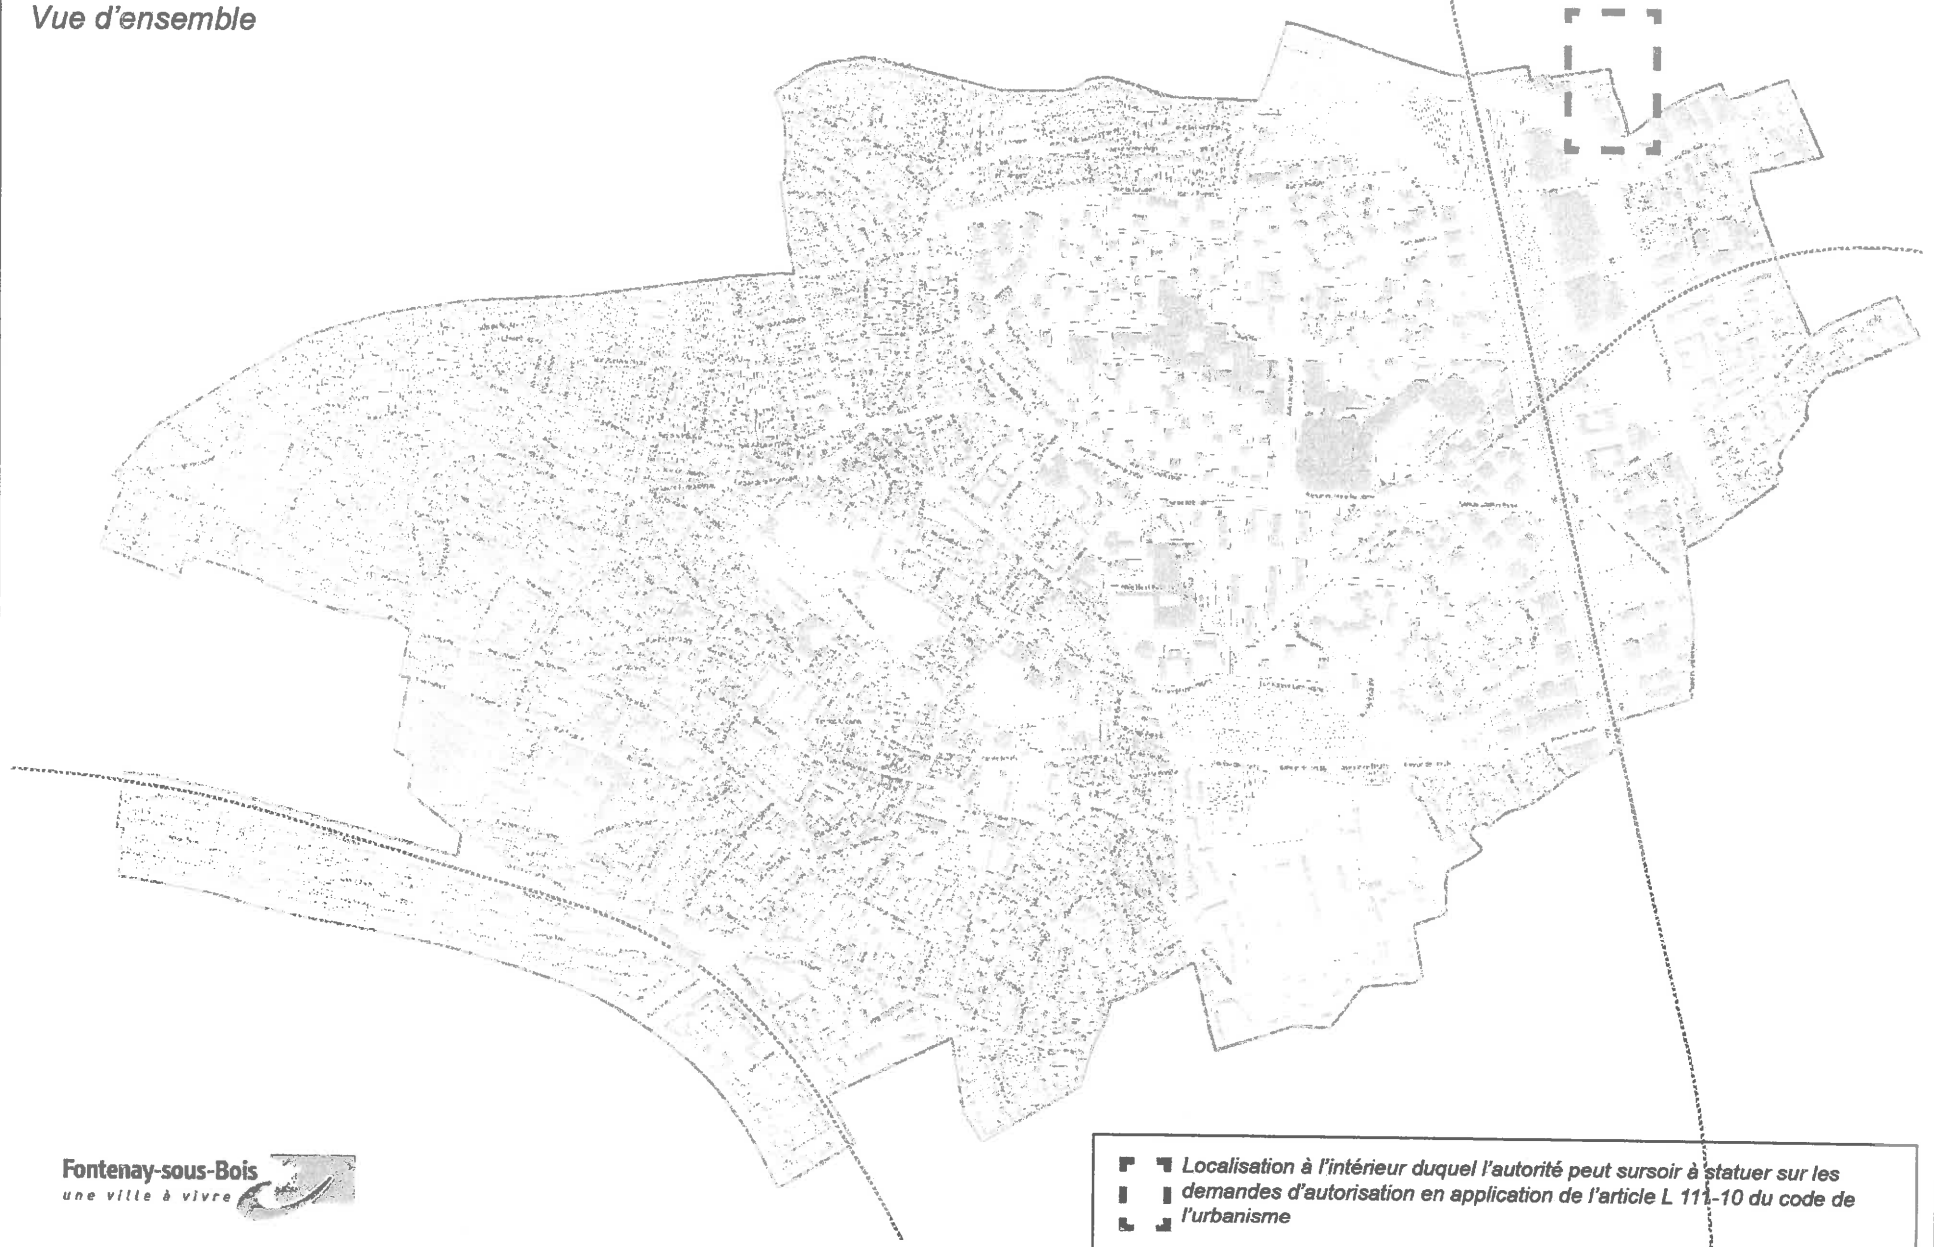 Vue d'ensemble
Fontenay-sous-Bois
une ville à vivre
Localisation à l'intérieur duquel l'autorité peut sursoir à statuer sur les
demandes d'autorisation en application de l'article L 111-10 du code de
l'urbanisme